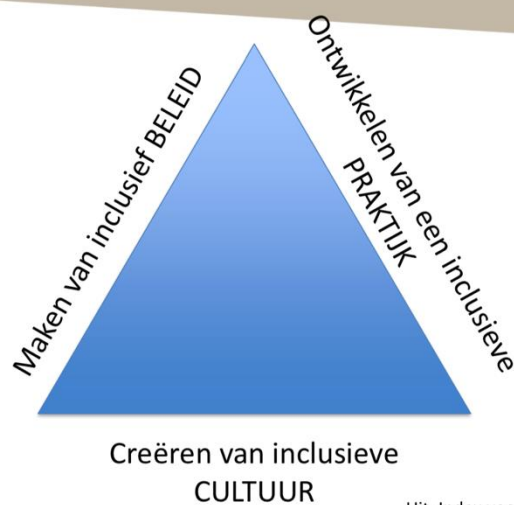 Maken van inclusief BELEID
Ontwikkelen van een inclusieve
PRAKTIJK
Creëren van inclusieve
CULTUUR